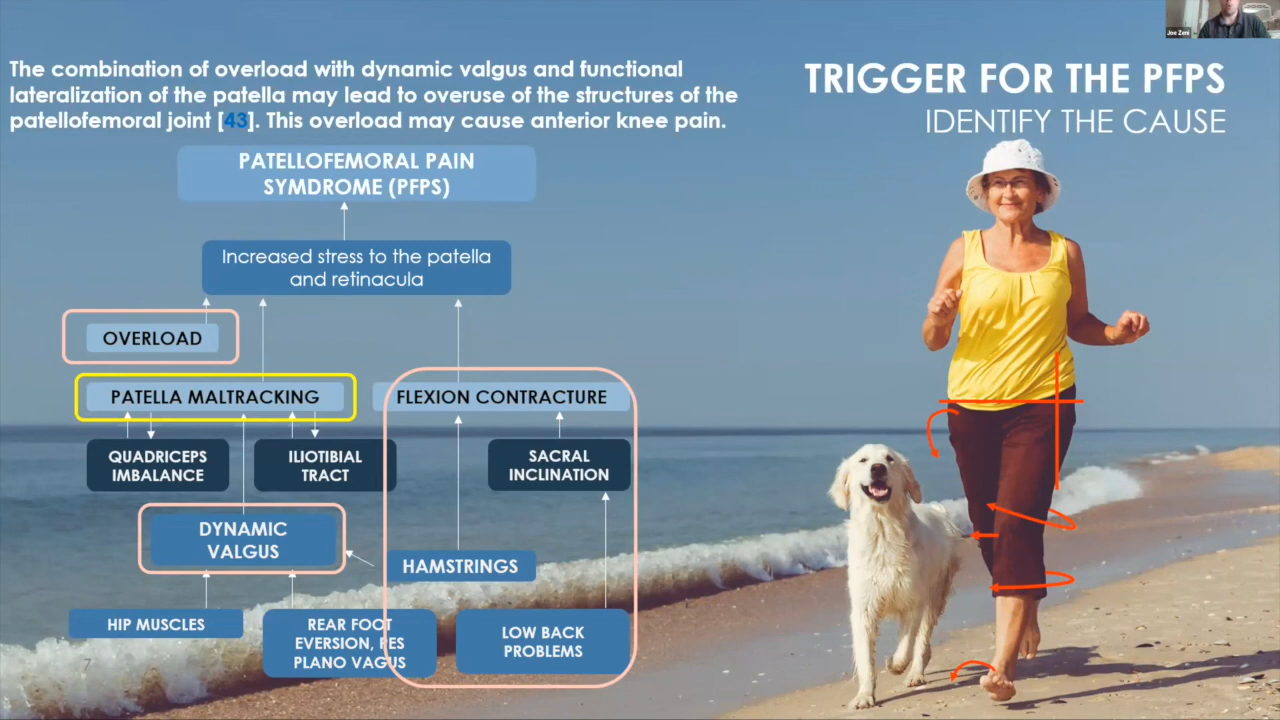 Joe Zeni
The combination of overload with dynamic valgus and functional
lateralization of the patella may lead to overuse of the structures of the
patellofemoral joint [43]. This overload may cause anterior knee pain.
TRIGGER FOR THE PFPS
IDENTIFY THE CAUSE
PATELLOFEMORAL PAIN
SYMDROME (PFPS)
Increased stress to the patella
and retinacula
OVERLOAD
PATELLA MALTRACKING
FLEXION CONTRACTURE
QUADRICEPS
IMBALANCE
ILIOTIBIAL
TRACT
SACRAL
INCLINATION
DYNAMIC
VALGUS
HAMSTRINGS
HIP MUSCLES
REAR FOOT
EVERSION, PES
PLANO VAGUS
LOW BACK
PROBLEMS
7